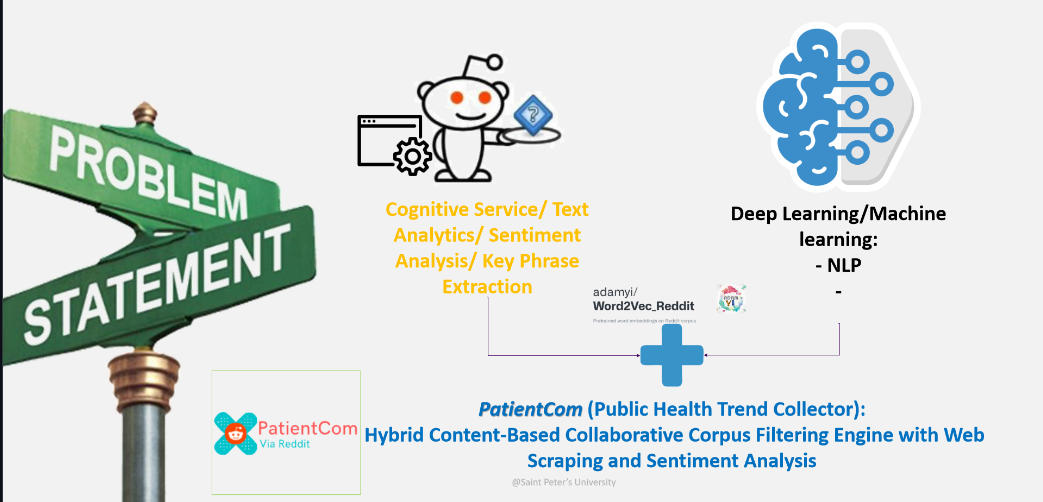 PROBLEM
STATEMENT
?
Cognitive Service/ Text
Analytics/ Sentiment
Analysis/ Key Phrase
Extraction
Deep Learning/Machine
learning:
- NLP
-
adamyi/
Word2Vec_Reddit
Pretrained word embeddings on Reddit corpus
PatientCom
Via Reddit
PatientCom (Public Health Trend Collector):
Hybrid Content-Based Collaborative Corpus Filtering Engine with Web
Scraping and Sentiment Analysis
@Saint Peter's University